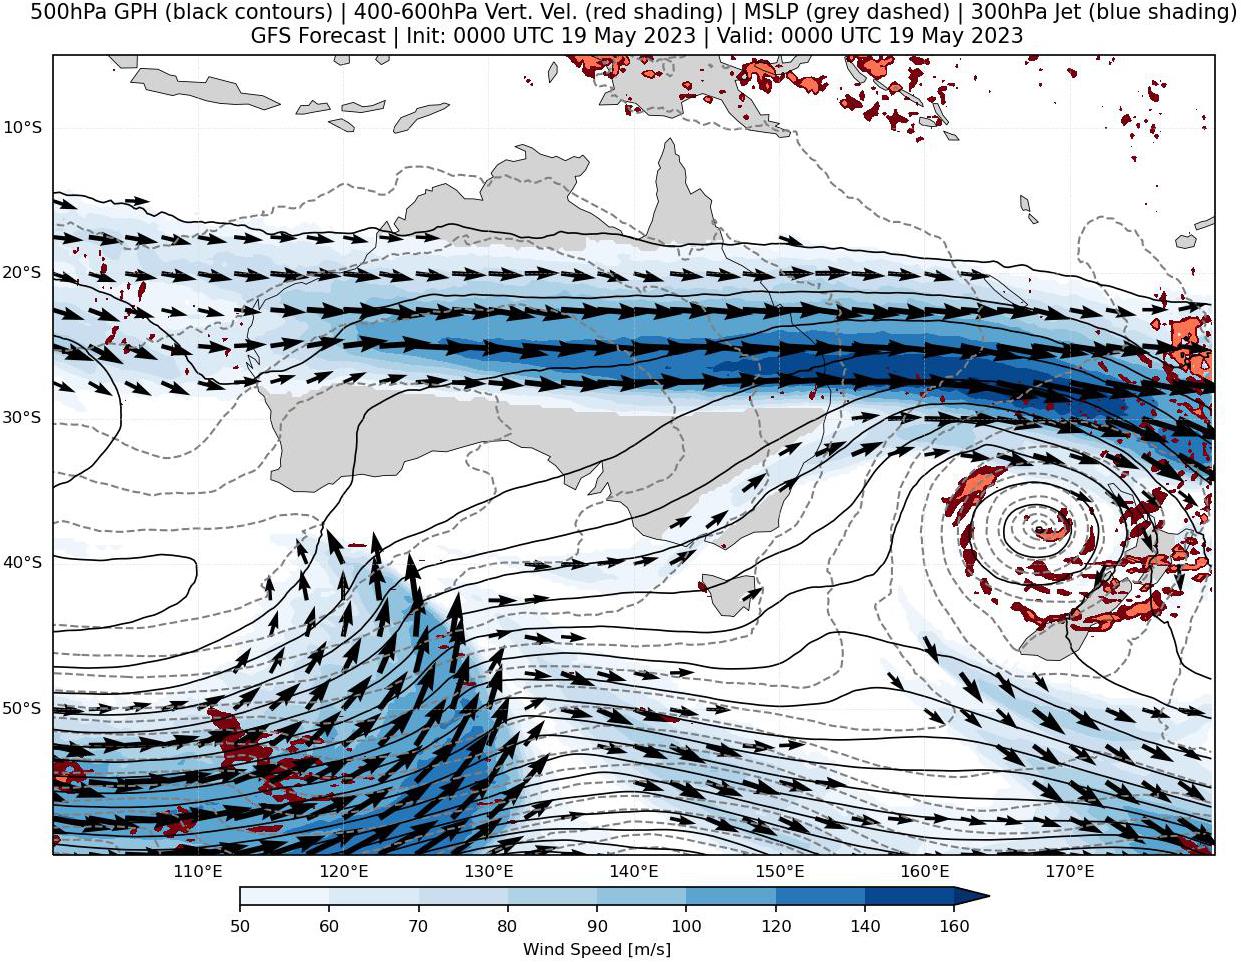 500hPa GPH (black contours) | 400-600hPa Vert. Vel. (red shading) | MSLP (grey dashed) | 300hPa Jet (blue shading)
GFS Forecast | Init: 0000 UTC 19 May 2023 | Valid: 0000 UTC 19 May 2023
10°S
20°S
30°S
40°S
50°S
110°E 120°E 130°E 140°E 150°E 160°E 170°E
50 60 70 80 90 100 120 140 160
Wind Speed [m/s]